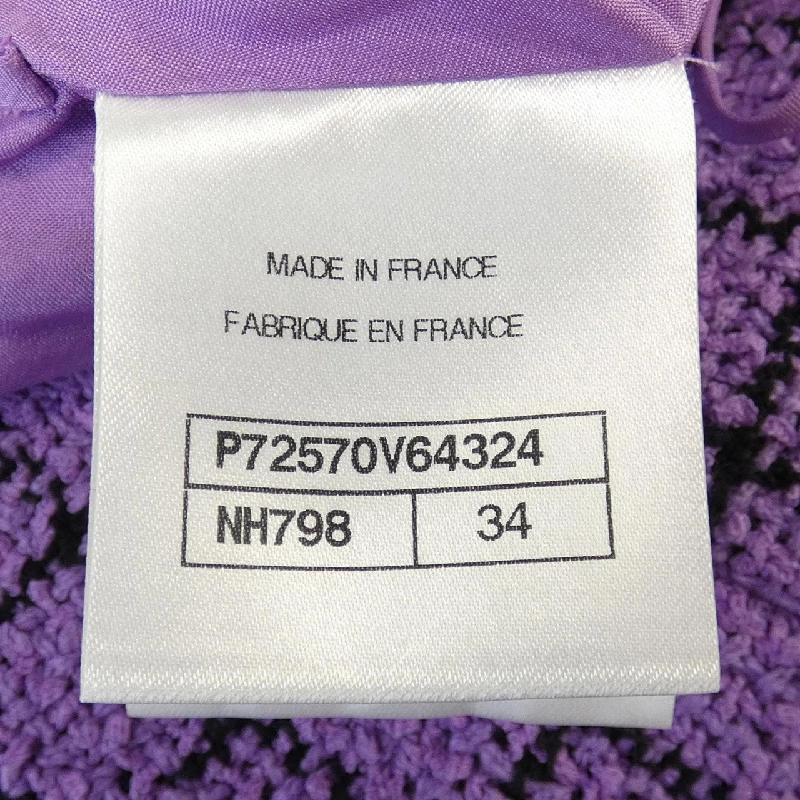 MADE IN FRANCE
FABRIQUE EN FRANCE
P72570V64324
NH798 34